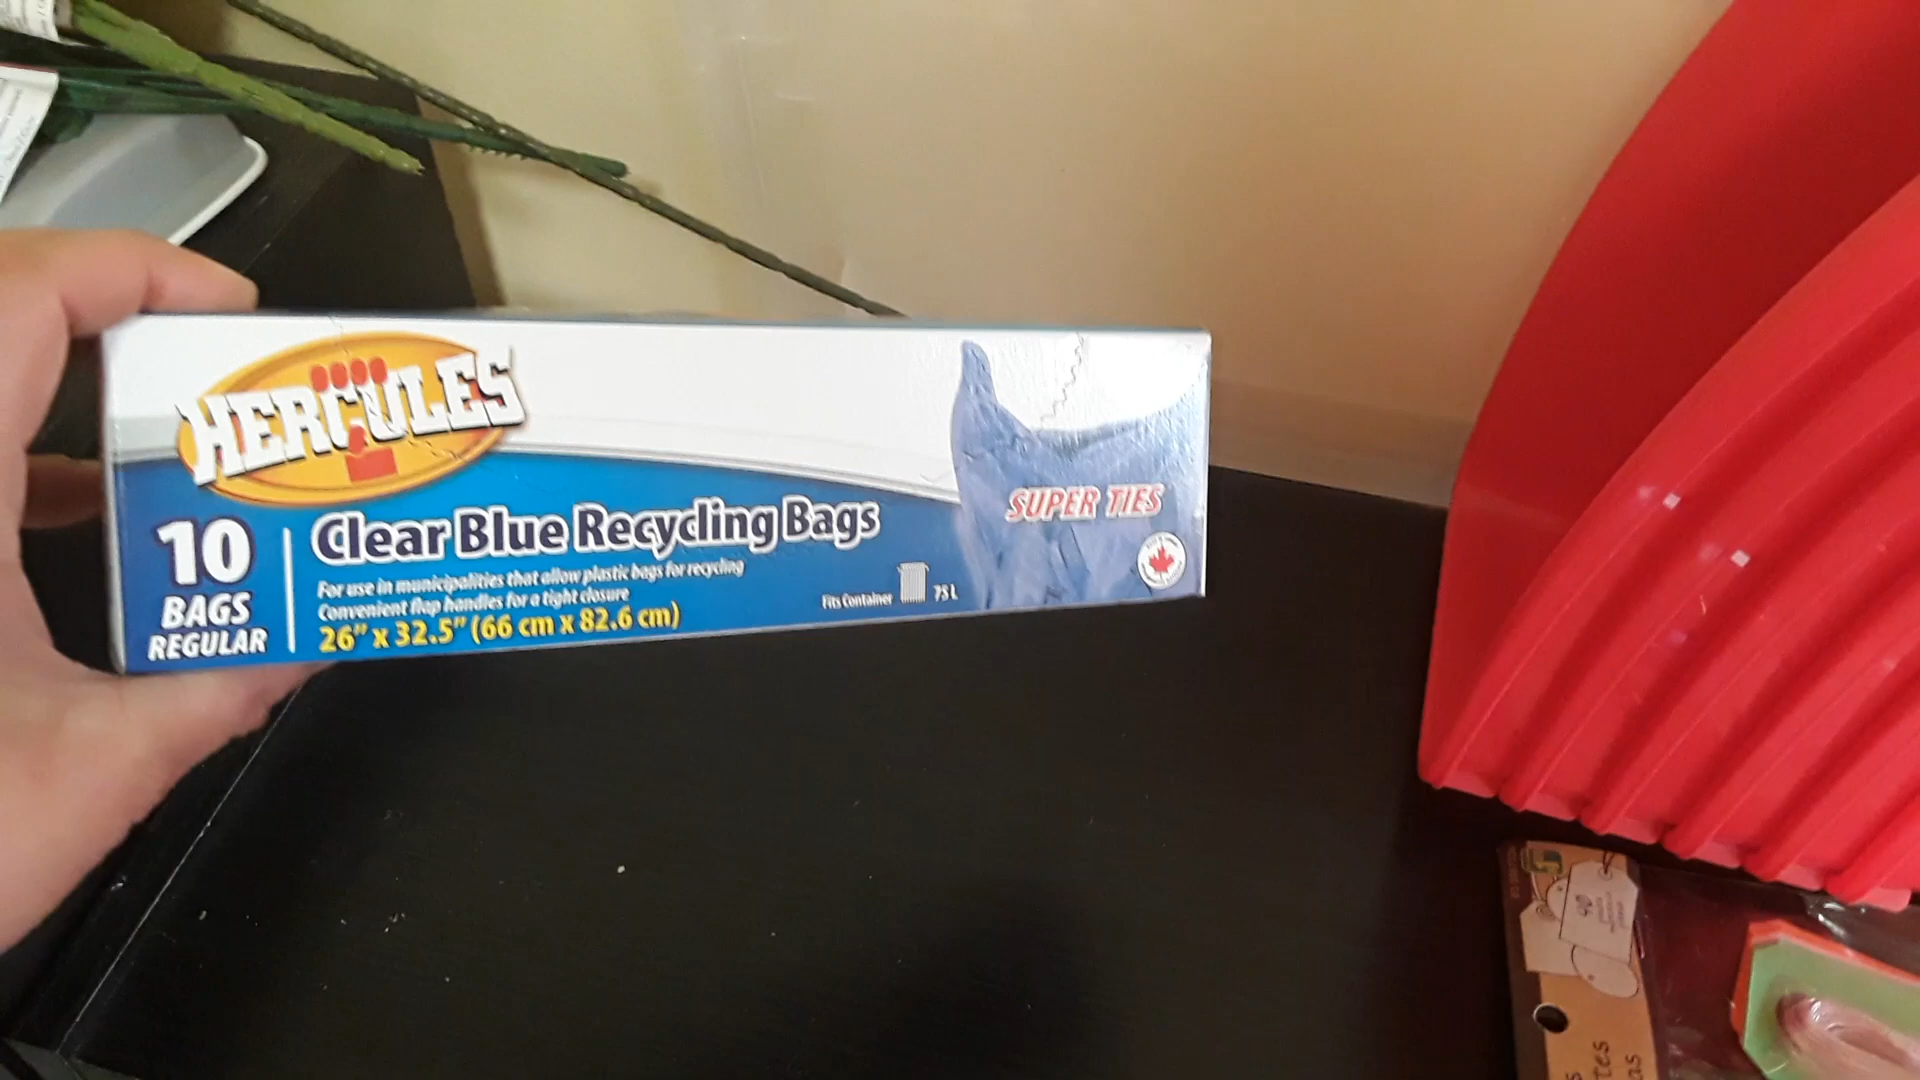 HERCULES
10
BAGS
REGULAR
Clear Blue Recycling Bags
For use in municipalities that allow plastic bags for recycling
Convenient flap handles for a tight closure
26” x 32.5” (66 cm x 82.6 cm)
Fits Container 75 L
SUPER TIES
40